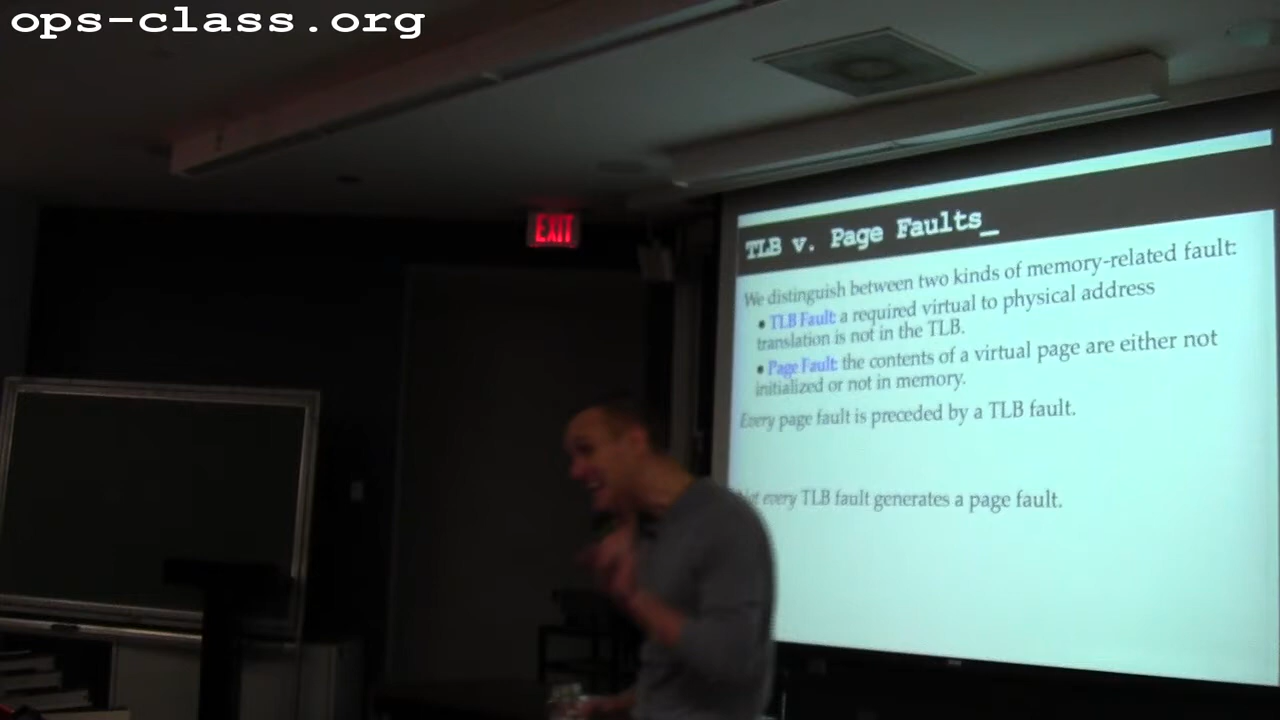 ops-class.org
EXIT
TLB v. Page Faults_
We distinguish between two kinds of memory-related fault:
• TLB Fault: a required virtual to physical address
translation is not in the TLB.
• Page Fault: the contents of a virtual page are either not
initialized or not in memory.
Every page fault is preceded by a TLB fault.
every TLB fault generates a page fault.